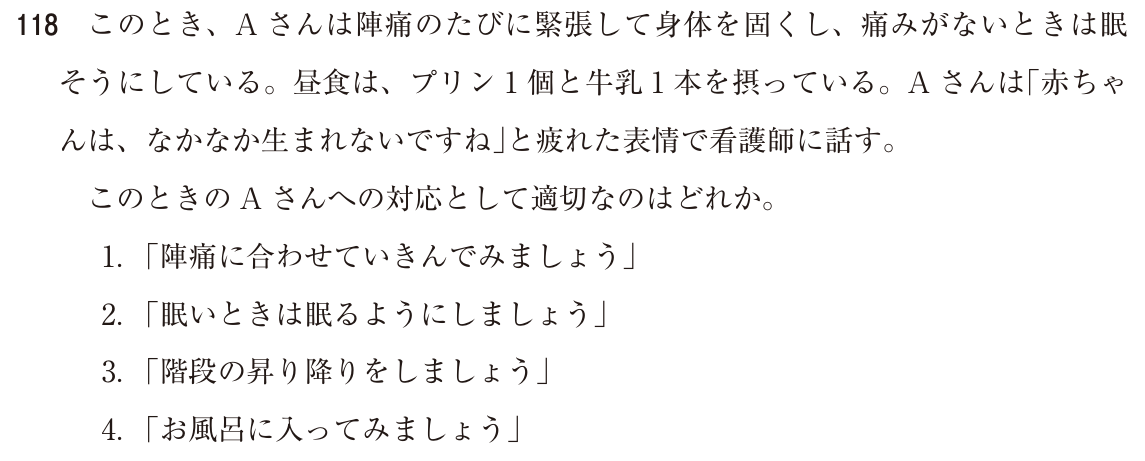 118 このとき、A さんは陣痛のたびに緊張して身体を固くし、痛みがないときは眠
そうにしている。昼食は、プリン 1 個と牛乳 1 本を摂っている。A さんは「赤ちゃ
んは、なかなか生まれないですね」と疲れた表情で看護師に話す。
このときの A さんへの対応として適切なのはどれか。
1. 「陣痛に合わせていきんでみましょう」
2. 「眠いときは眠るようにしましょう」
3. 「階段の昇り降りをしましょう」
4. 「お風呂に入ってみましょう」